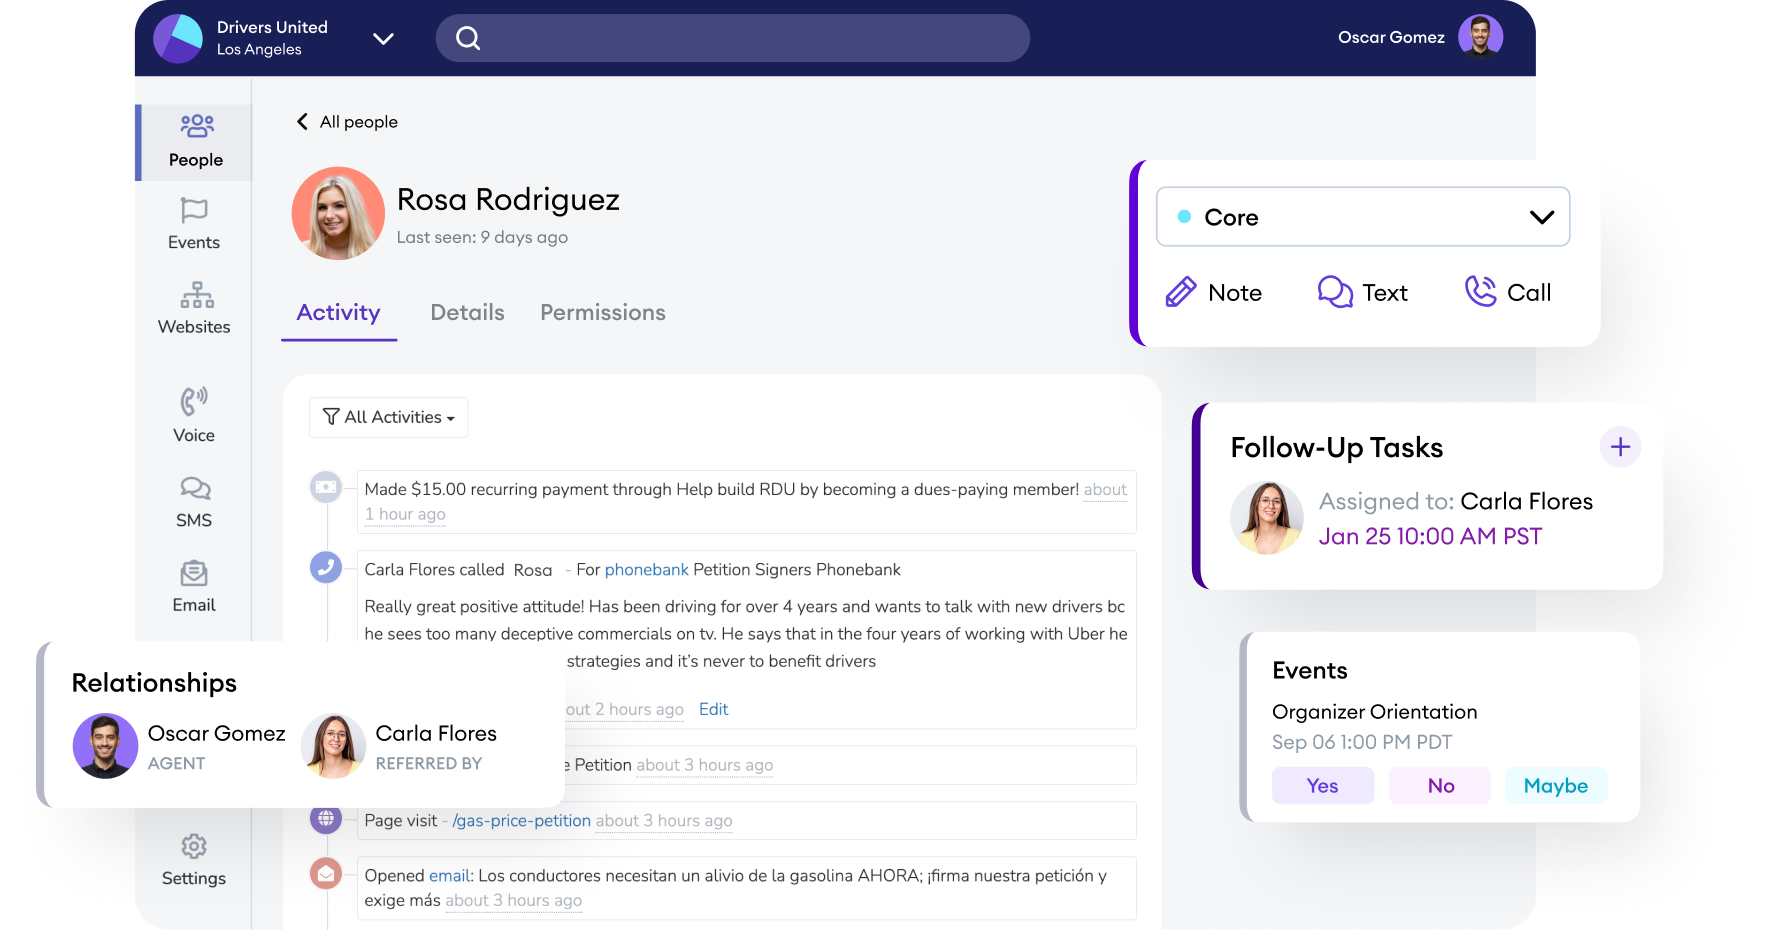 Drivers United
Los Angeles
Oscar Gomez
People
Events
Websites
Voice
SMS
Email
Settings
All people
Rosa Rodriguez
Last seen: 9 days ago
Activity
Details
Permissions
All Activities
Made $15.00 recurring payment through Help build RDU by becoming a dues-paying member! about
1 hour ago
Carla Flores called Rosa - For phonebank Petition Signers Phonebank
Really great positive attitude! Has been driving for over 4 years and wants to talk with new drivers bc
he sees too many deceptive commercials on tv. He says that in the four years of working with Uber he
strategies and it's never to benefit drivers
2 hours ago Edit
Petition about 3 hours ago
Page visit - /gas-price-petition about 3 hours ago
Opened email: Los conductores necesitan un alivio de la gasolina AHORA; ¡firma nuestra petición y
exige más about 3 hours ago
Relationships
Oscar Gomez
AGENT
Carla Flores
REFERRED BY
Core
Note
Text
Call
Follow-Up Tasks
Assigned to: Carla Flores
Jan 25 10:00 AM PST
Events
Organizer Orientation
Sep 06 1:00 PM PDT
Yes
No
Maybe